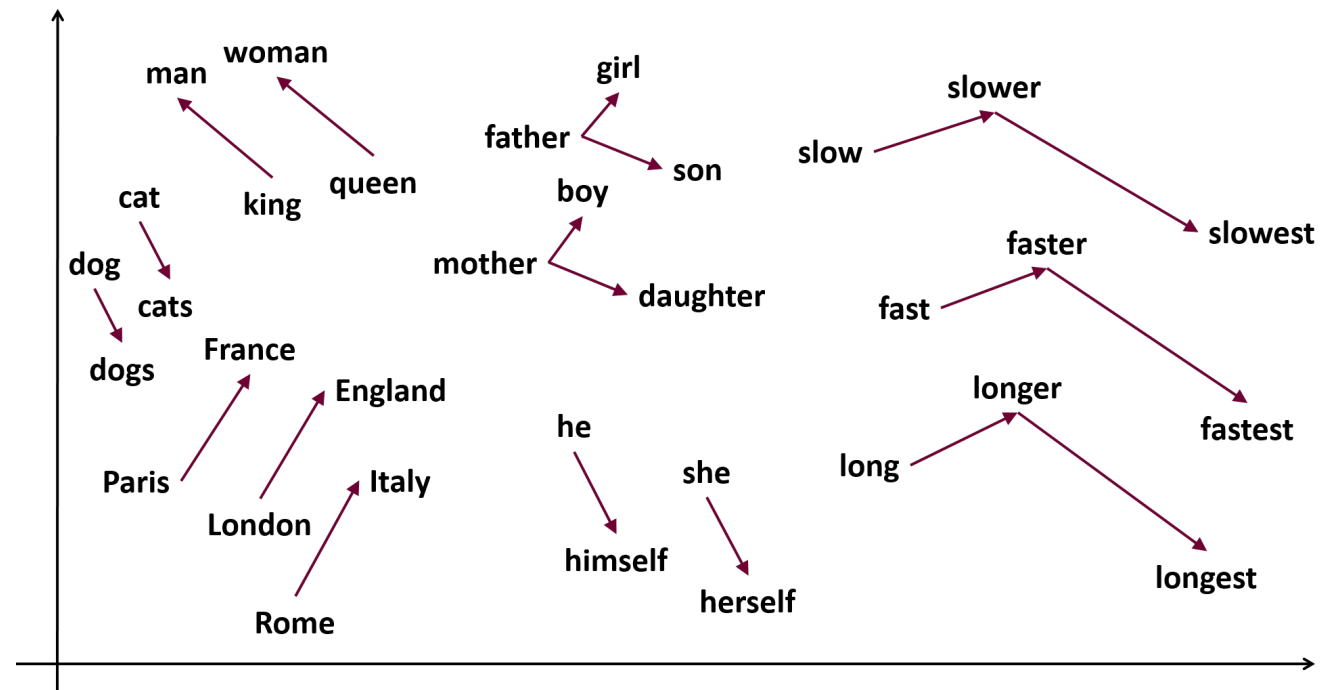 woman
man
girl
slower
father
slow
son
boy
queen
cat
king
slowest
faster
dog
mother
daughter
cats
fast
France
dogs
England
longer
he
fastest
long
she
Paris
Italy
London
himself
longest
herself
Rome